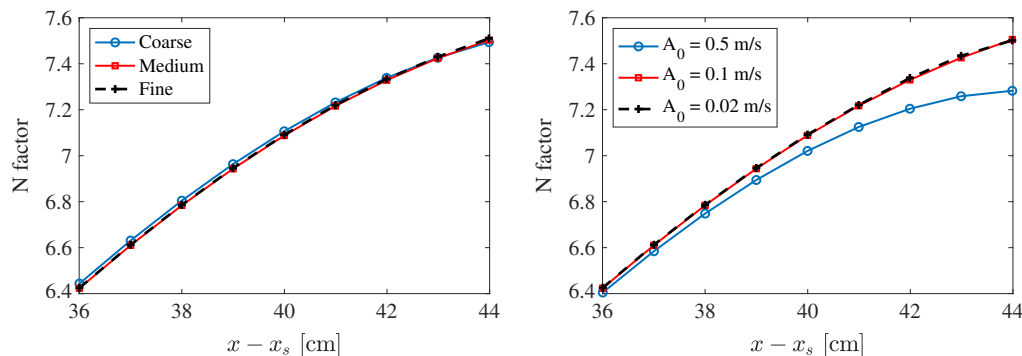 7.6
7.4
7.2
7
6.8
6.6
6.4
N factor
Coarse
Medium
Fine
36
38
40
42
44
x − x_s [cm]
7.6
7.4
7.2
7
6.8
6.6
6.4
N factor
A_0 = 0.5 m/s
A_0 = 0.1 m/s
A_0 = 0.02 m/s
36
38
40
42
44
x − x_s [cm]